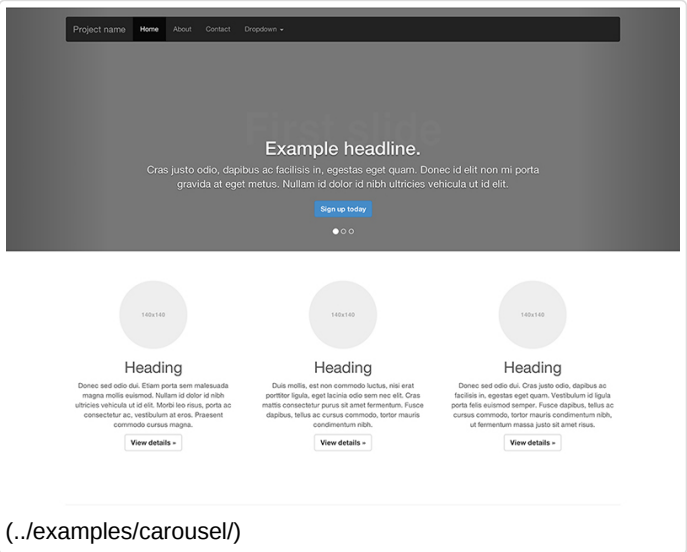 Project name Home About Contact Dropdown
First slide
Example headline.
Cras justo odio, dapibus ac facilisis in, egestas eget quam. Donec id elit non mi porta
gravida at eget metus. Nullam id dolor id nibh ultricies vehicula ut id elit.
Sign up today
140x140
Heading
Donec sed odio dui. Etiam porta sem malesuada
magna mollis euismod. Nullam id dolor id nibh
ultricies vehicula ut id elit. Morbi leo risus, porta ac
consectetur ac, vestibulum at eros. Praesent
commodo cursus magna.
View details »
140x140
Heading
Duis mollis, est non commodo luctus, nisi erat
porttitor ligula, eget lacinia odio sem nec elit. Cras
mattis consectetur purus sit amet fermentum. Fusce
dapibus, tellus ac cursus commodo, tortor mauris
condimentum nibh.
View details »
140x140
Heading
Donec sed odio dui. Cras justo odio, dapibus ac
facilisis in, egestas eget quam. Vestibulum id ligula
porta felis euismod semper. Fusce dapibus, tellus ac
cursus commodo, tortor mauris condimentum nibh,
ut fermentum massa justo sit amet risus.
View details »
(../examples/carousel/)